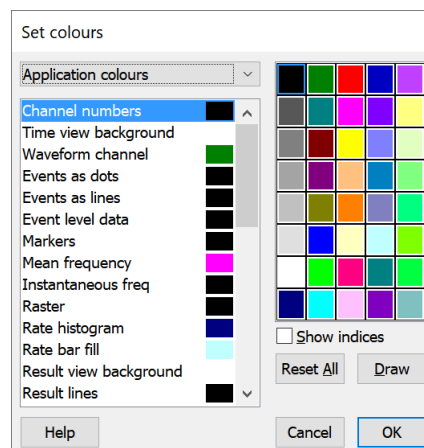 Set colours
Application colours
Channel numbers
Time view background
Waveform channel
Events as dots
Events as lines
Event level data
Markers
Mean frequency
Instantaneous freq
Raster
Rate histogram
Rate bar fill
Result view background
Result lines
Show indices
Reset All
Draw
Help
Cancel
OK